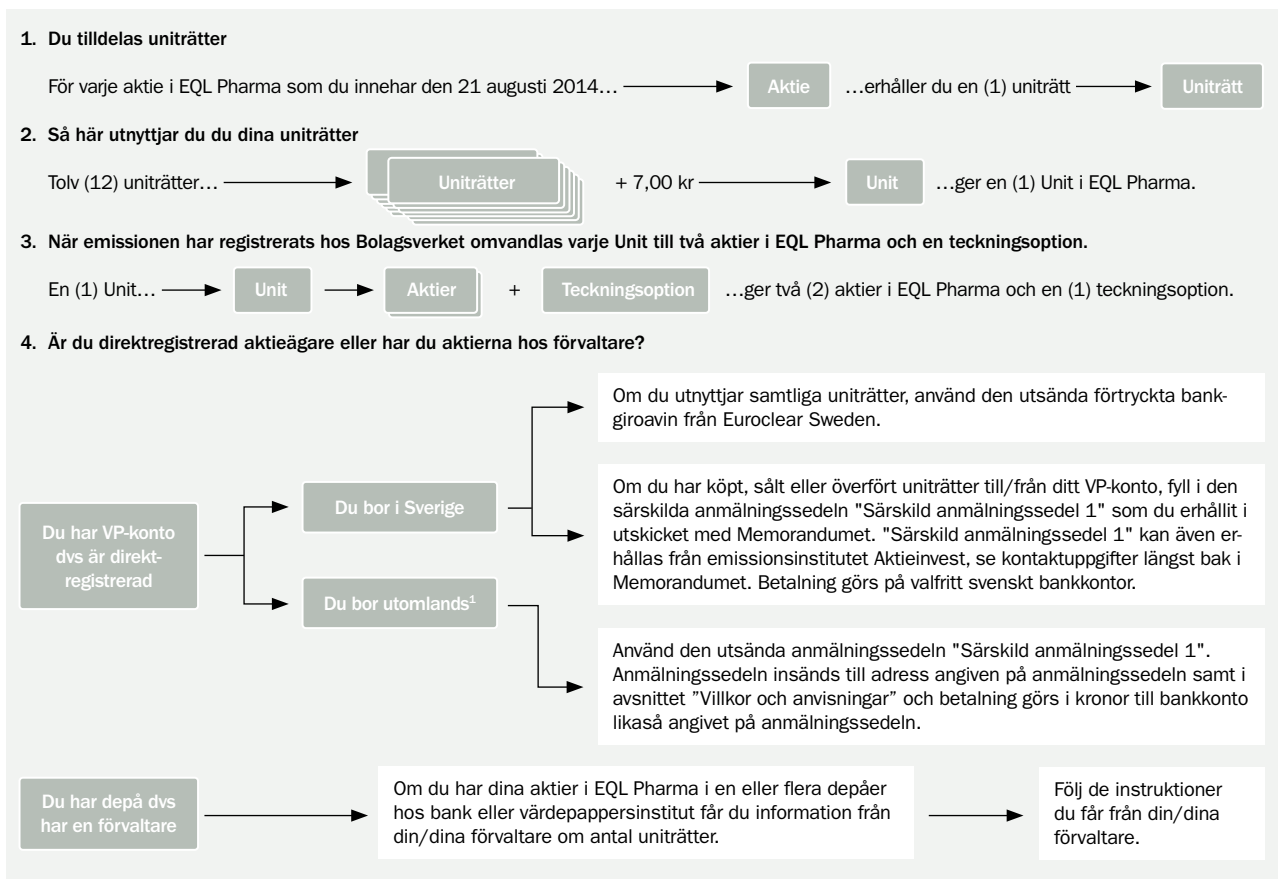 1. Du tilldelas uniträtter
För varje aktie i EQL Pharma som du innehar den 21 augusti 2014… Aktie …erhåller du en (1) uniträtt Uniträtt
2. Så här utnyttjar du du dina uniträtter
Tolv (12) uniträtter… Uniträtter + 7,00 kr Unit …ger en (1) Unit i EQL Pharma.
3. När emissionen har registrerats hos Bolagsverket omvandlas varje Unit till två aktier i EQL Pharma och en teckningsoption.
En (1) Unit… Unit Aktier + Teckningsoption …ger två (2) aktier i EQL Pharma och en (1) teckningsoption.
4. Är du direktregistrerad aktieägare eller har du aktierna hos förvaltare?
Du har VP-konto
dvs är direkt-
registrerad
Du bor i Sverige
Om du utnyttjar samtliga uniträtter, använd den utsända förtryckta bank-
giroavin från Euroclear Sweden.
Om du har köpt, sålt eller överfört uniträtter till/från ditt VP-konto, fyll i den
särskilda anmälningssedeln "Särskild anmälningssedel 1" som du erhållit i
utskicket med Memorandumet. "Särskild anmälningssedel 1" kan även er-
hållas från emissionsinstitutet Aktieinvest, se kontaktuppgifter längst bak i
Memorandumet. Betalning görs på valfritt svenskt bankkontor.
Du bor utomlands1
Använd den utsända anmälningssedeln "Särskild anmälningssedel 1".
Anmälningssedeln insänds till adress angiven på anmälningssedeln samt i
avsnittet ”Villkor och anvisningar” och betalning görs i kronor till bankkonto
likaså angivet på anmälningssedeln.
Du har depå dvs
har en förvaltare
Om du har dina aktier i EQL Pharma i en eller flera depåer
hos bank eller värdepappersinstitut får du information från
din/dina förvaltare om antal uniträtter.
Följ de instruktioner
du får från din/dina
förvaltare.